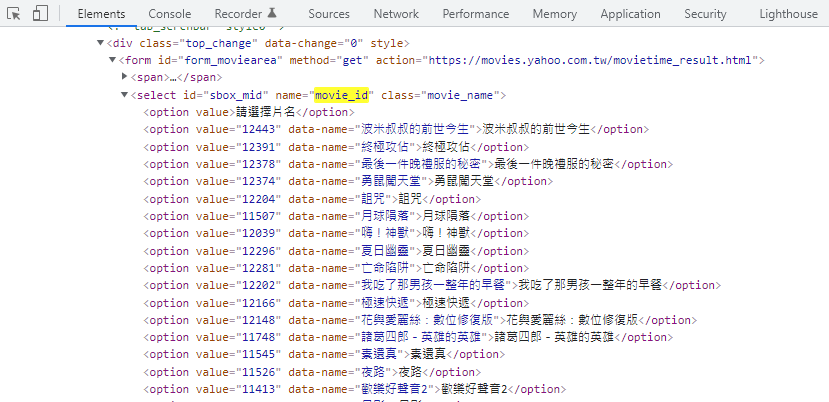 Elements Console Recorder Sources Network Performance Memory Application Security Lighthouse
<div class="top_change" data-change="0" style>
<form id="form_moviearea" method="get" action="https://movies.yahoo.com.tw/movietime_result.html">
<span>…</span>
<select id="sbox_mid" name="movie_id" class="movie_name">
<option value>請選擇片名</option>
<option value="12443" data-name="波米叔叔的前世今生">波米叔叔的前世今生</option>
<option value="12391" data-name="終極攻佔">終極攻佔</option>
<option value="12378" data-name="最後一件晚禮服的秘密">最後一件晚禮服的秘密</option>
<option value="12374" data-name="勇鼠闖天堂">勇鼠闖天堂</option>
<option value="12204" data-name="詛咒">詛咒</option>
<option value="11507" data-name="月球隕落">月球隕落</option>
<option value="12039" data-name="嗨！神獸">嗨！神獸</option>
<option value="12296" data-name="夏日幽靈">夏日幽靈</option>
<option value="12281" data-name="亡命陷阱">亡命陷阱</option>
<option value="12202" data-name="我吃了那男孩一整年的早餐">我吃了那男孩一整年的早餐</option>
<option value="12166" data-name="極速快遞">極速快遞</option>
<option value="12148" data-name="花與愛麗絲：數位修復版">花與愛麗絲：數位修復版</option>
<option value="11748" data-name="諸葛四郎 - 英雄的英雄">諸葛四郎 - 英雄的英雄</option>
<option value="11545" data-name="橐還真">橐還真</option>
<option value="11526" data-name="夜路">夜路</option>
<option value="11413" data-name="歡樂好聲音2">歡樂好聲音2</option>